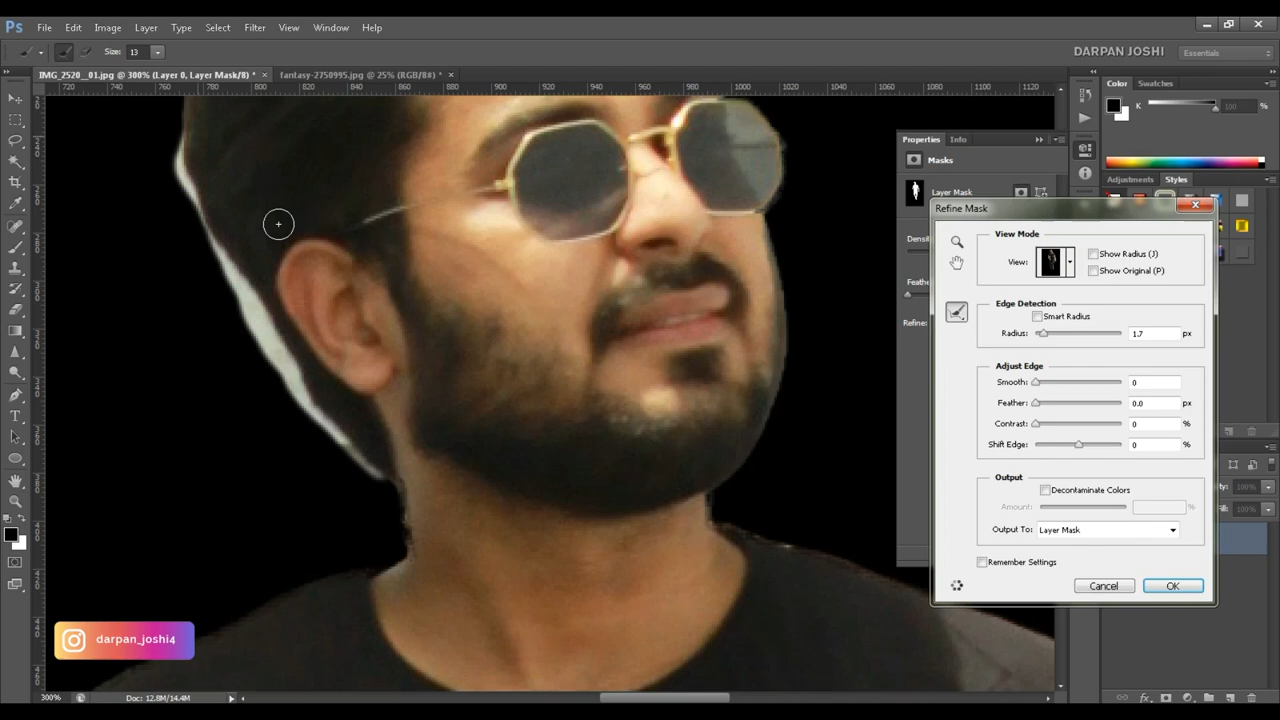 Ps File Edit Image Layer Type Select Filter View Window Help
Size: 13
DARPAN JOSHI
Essentials
IMG_2520_01.jpg @ 300% (Layer 0, Layer Mask/8) * ×
fantasy-2750995.jpg @ 25% (RGB/8#) * ×
720 740 760 780 800 820 840 860 880 900 920 940 960 980 1000 1020 1040 1060 1080 1100 1120
Color Swatches
K 100 %
Properties Info
Masks
Layer Mask
Adjustments Styles
Densi
Feathe
Refine:
Refine Mask
View Mode
View:
Show Radius (J)
Show Original (P)
Edge Detection
Smart Radius
Radius: 1.7 px
Adjust Edge
Smooth: 0
Feather: 0.0 px
Contrast: 0 %
Shift Edge: 0 %
Output
Decontaminate Colors
Amount: %
Output To: Layer Mask
Remember Settings
Cancel OK
100%
100%
darpan_joshi4
300% Doc: 12.8M/14.4M
fx